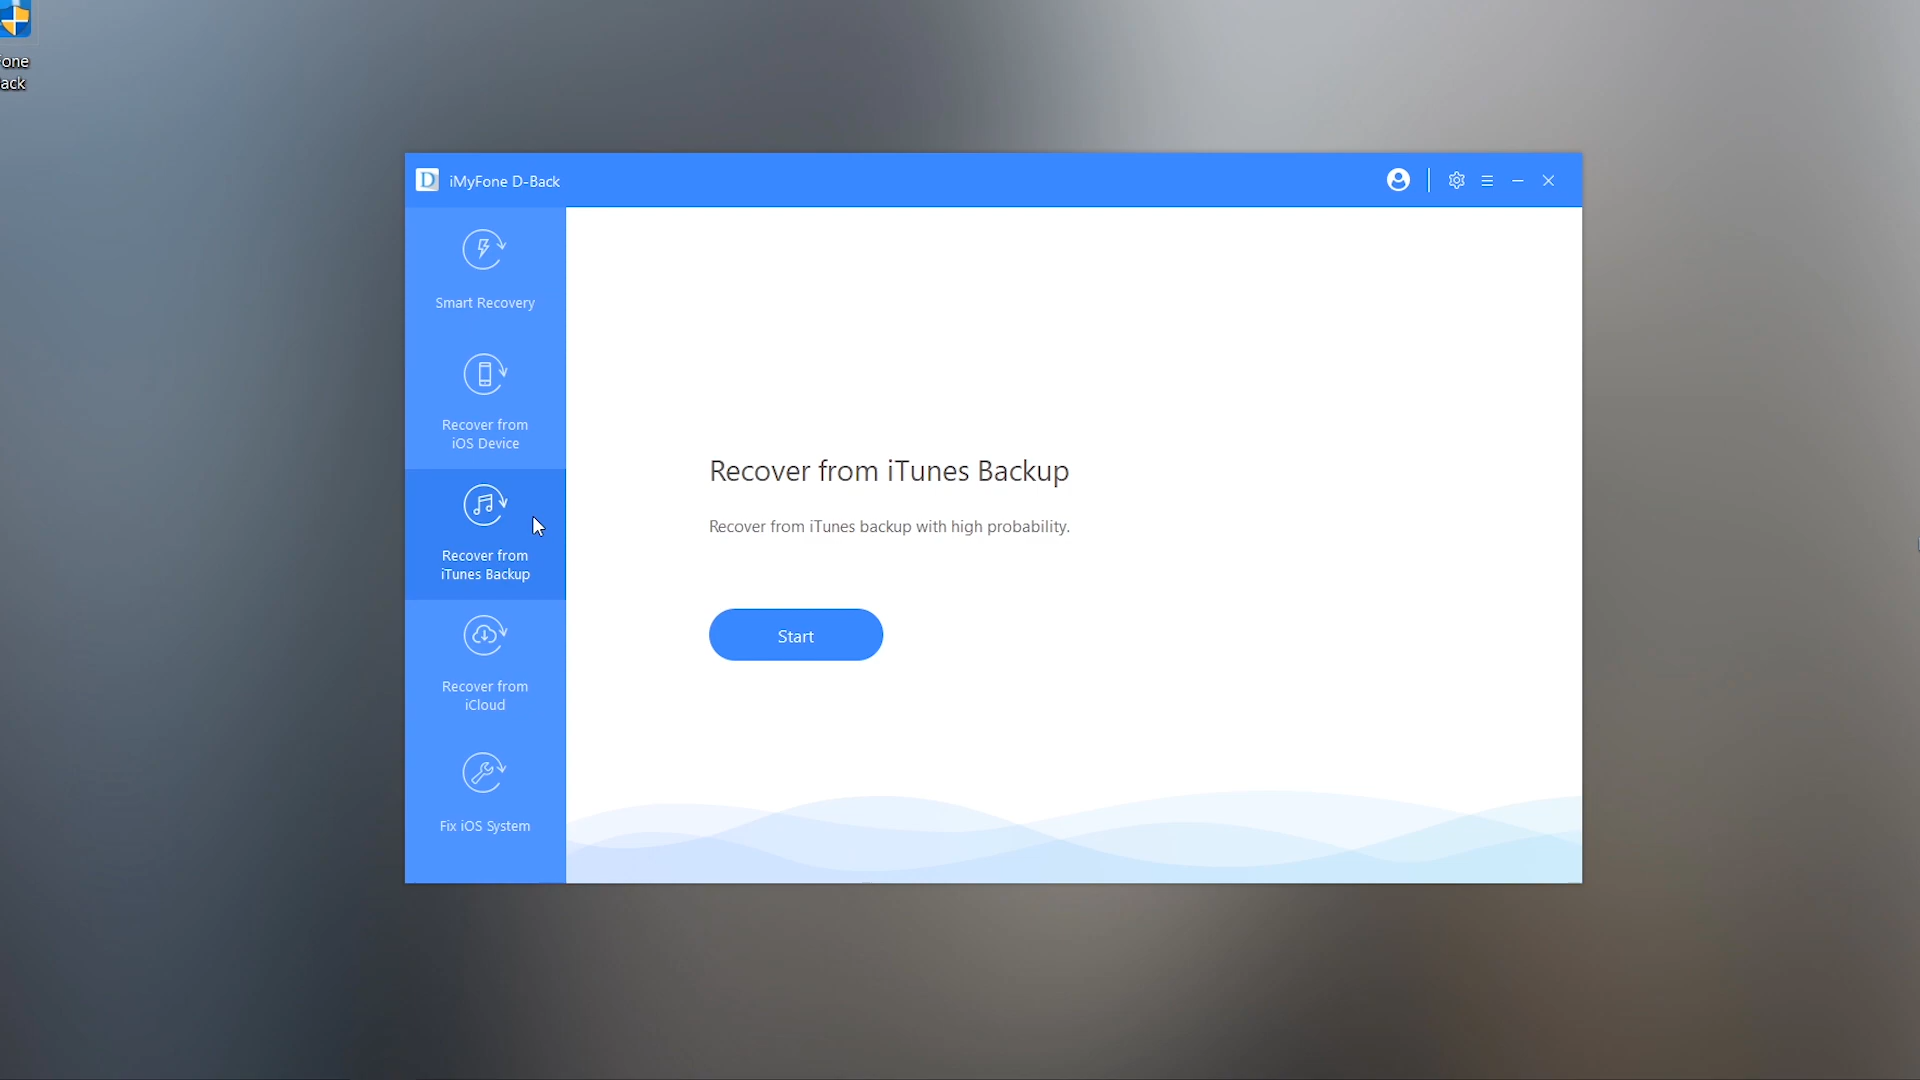 one
ack
D iMyFone D-Back
Smart Recovery
Recover from
iOS Device
Recover from
iTunes Backup
Recover from
iCloud
Fix iOS System
Recover from iTunes Backup
Recover from iTunes backup with high probability.
Start